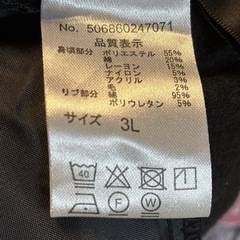 No. 506860247071
品質表示
身頃部分 ポリエステル 55%
綿 20%
レーヨン 15%
ナイロン 5%
アクリル 3%
毛 2%
リブ部分 綿 95%
ポリウレタン 5%
サイズ 3L
40
P W